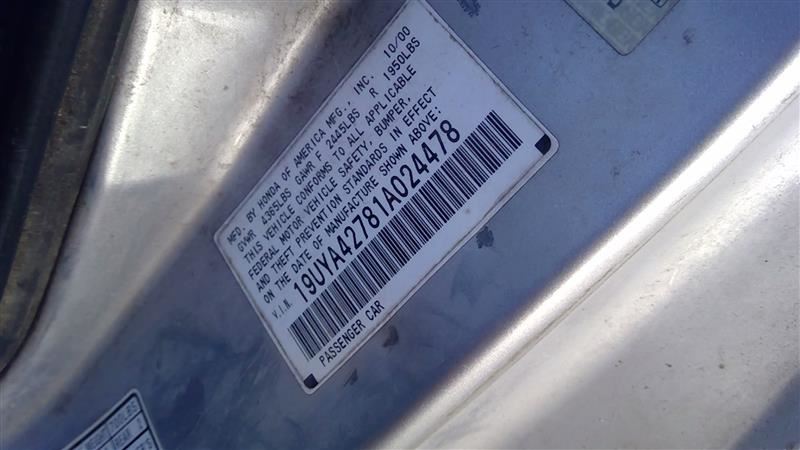 MFD. BY HONDA OF AMERICA MFG., INC. 10/00
GVWR 4365LBS GAWR F 2445LBS R 1950LBS
THIS VEHICLE CONFORMS TO ALL APPLICABLE
FEDERAL MOTOR VEHICLE SAFETY, BUMPER,
AND THEFT PREVENTION STANDARDS IN EFFECT
ON THE DATE OF MANUFACTURE SHOWN ABOVE:
V.I.N. 19UYA42781A024478
PASSENGER CAR
WEIGHT
REAR